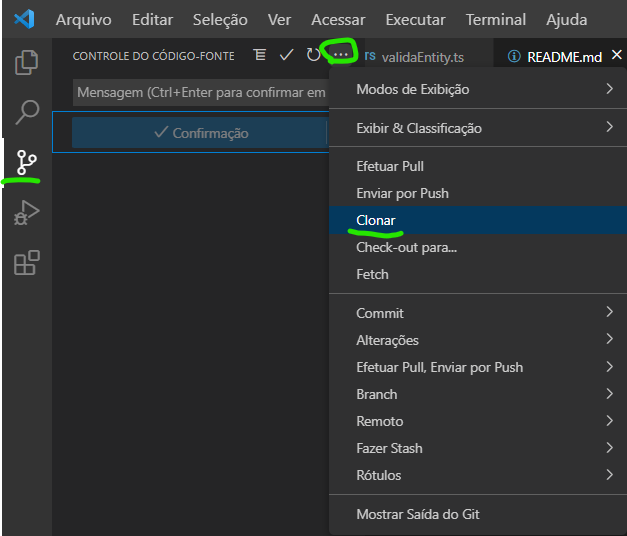 Arquivo Editar Seleção Ver Acessar Executar Terminal Ajuda
CONTROLE DO CÓDIGO-FONTE
TS validaEntity.ts
README.md
Mensagem (Ctrl+Enter para confirmar em
Confirmação
Modos de Exibição
Exibir & Classificação
Efetuar Pull
Enviar por Push
Clonar
Check-out para...
Fetch
Commit
Alterações
Efetuar Pull, Enviar por Push
Branch
Remoto
Fazer Stash
Rótulos
Mostrar Saída do Git